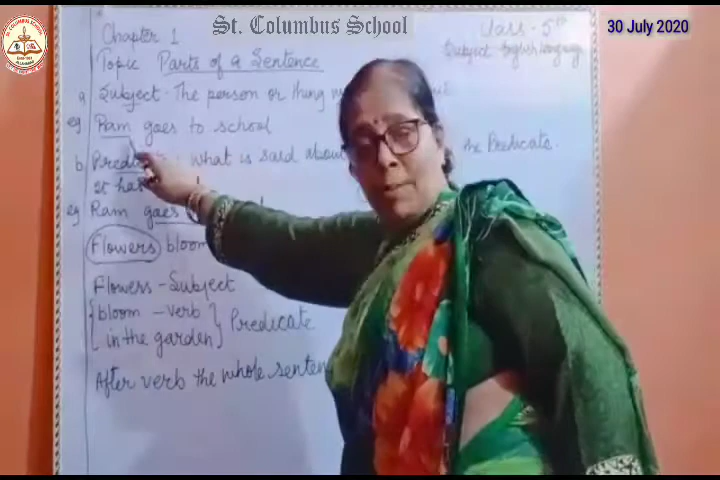 St. Columbus School
30 July 2020
Chapter 1
Class - 5th
Subject English language
Topic Parts of a Sentence
a Subject - The person or thing
eg Ram goes to school
b. what is said about the Predicate.
eg Ram goes
Flowers bloom
Flowers - Subject
bloom - verb
in the garden Predicate
After verb the whole